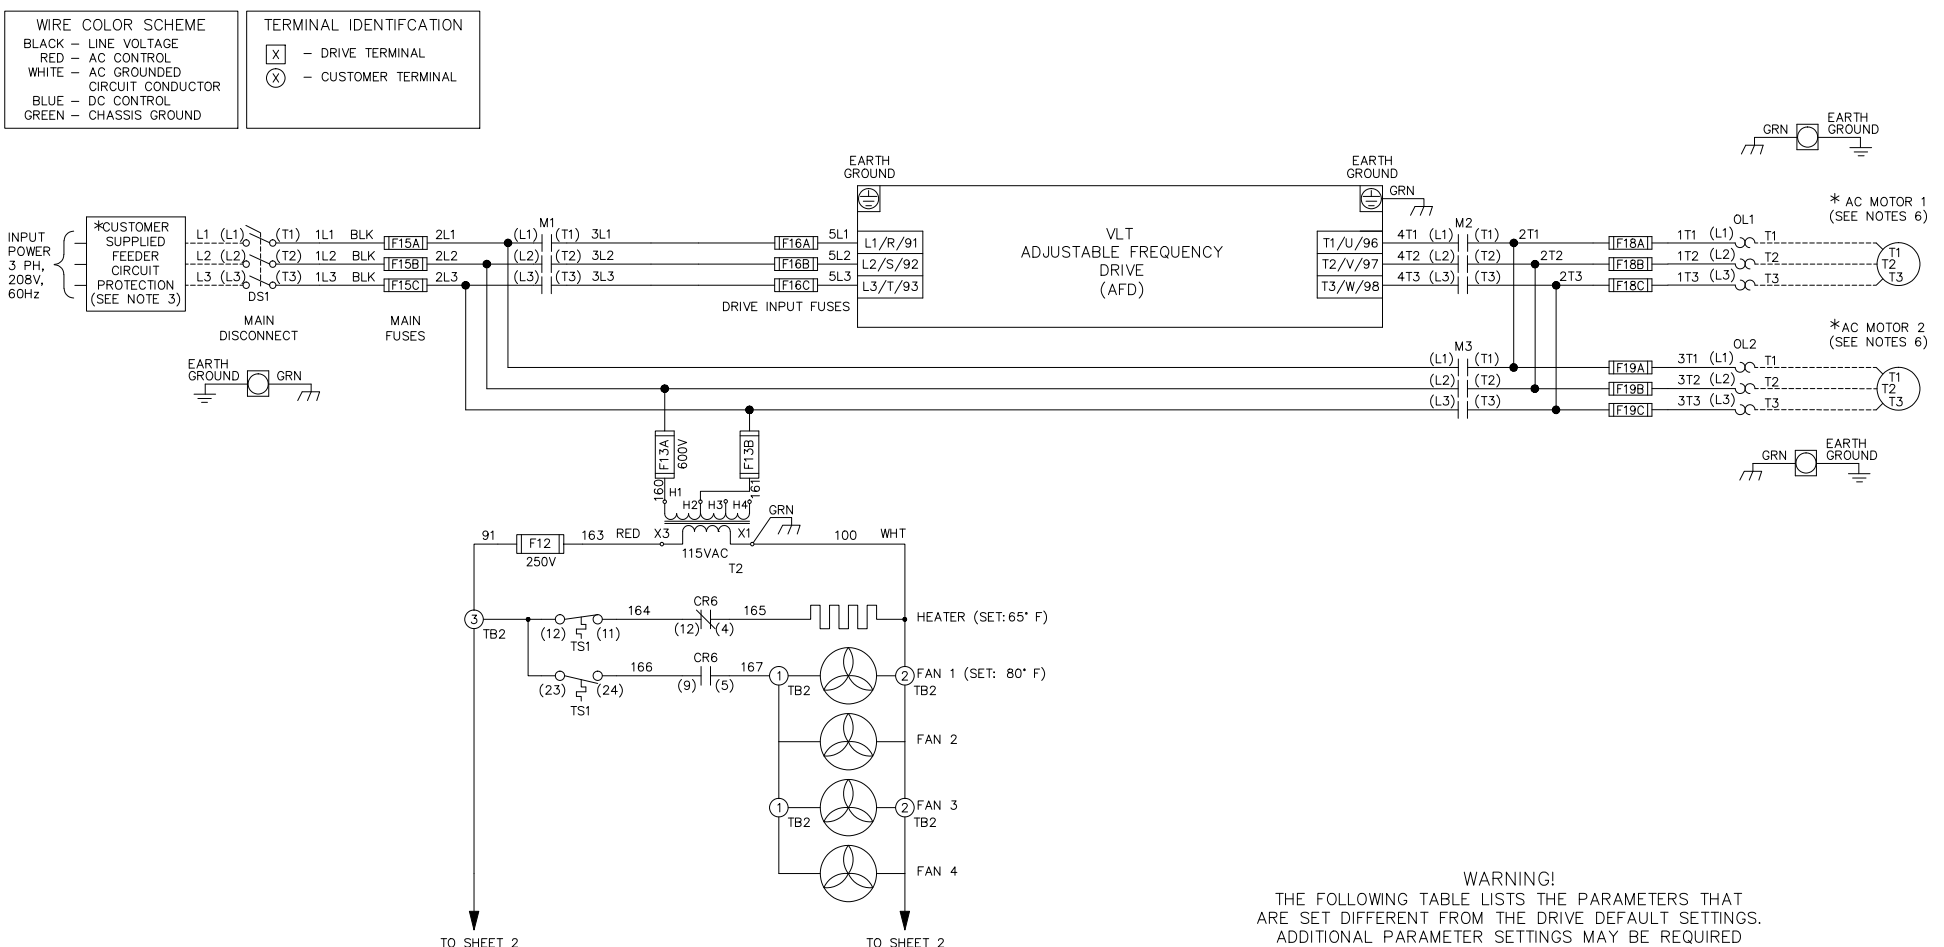 WIRE COLOR SCHEME
BLACK – LINE VOLTAGE
RED – AC CONTROL
WHITE – AC GROUNDED
CIRCUIT CONDUCTOR
BLUE – DC CONTROL
GREEN – CHASSIS GROUND
TERMINAL IDENTIFCATION
X – DRIVE TERMINAL
X – CUSTOMER TERMINAL
INPUT
POWER
3 PH,
208V,
60Hz
*CUSTOMER
SUPPLIED
FEEDER
CIRCUIT
PROTECTION
(SEE NOTE 3)
L1 (L1) (T1) 1L1 BLK F15A 2L1 (L1) M1 (T1) 3L1 F16A 5L1 L1/R/91
L2 (L2) (T2) 1L2 BLK F15B 2L2 (L2) (T2) 3L2 F16B 5L2 L2/S/92
L3 (L3) (T3) 1L3 BLK F15C 2L3 (L3) (T3) 3L3 F16C 5L3 L3/T/93
DS1
MAIN
DISCONNECT
MAIN
FUSES
DRIVE INPUT FUSES
EARTH
GROUND
GRN
EARTH
GROUND
VLT
ADJUSTABLE FREQUENCY
DRIVE
(AFD)
EARTH
GROUND
GRN
T1/U/96 4T1 (L1) M2 (T1) 2T1 F18A 1T1 (L1) OL1 T1
T2/V/97 4T2 (L2) (T2) 2T2 F18B 1T2 (L2) T2
T3/W/98 4T3 (L3) (T3) 2T3 F18C 1T3 (L3) T3
GRN
EARTH
GROUND
* AC MOTOR 1
(SEE NOTES 6)
T1
T2
T3
(L1) M3 (T1) F19A 3T1 (L1) OL2 T1
(L2) (T2) F19B 3T2 (L2) T2
(L3) (T3) F19C 3T3 (L3) T3
*AC MOTOR 2
(SEE NOTES 6)
T1
T2
T3
GRN
EARTH
GROUND
F13A
600V
F13B
160
H1
H2
H3
H4
161
GRN
91 F12 163 RED X3 X1 100 WHT
250V
115VAC
T2
3 TB2 (12) TS1 (11) 164 (12) CR6 (4) 165 HEATER (SET:65° F)
(23) TS1 (24) 166 (9) CR6 (5) 167 1 TB2 2 TB2 FAN 1 (SET: 80° F)
FAN 2
1 TB2 2 TB2 FAN 3
FAN 4
TO SHEET 2
TO SHEET 2
WARNING!
THE FOLLOWING TABLE LISTS THE PARAMETERS THAT
ARE SET DIFFERENT FROM THE DRIVE DEFAULT SETTINGS.
ADDITIONAL PARAMETER SETTINGS MAY BE REQUIRED